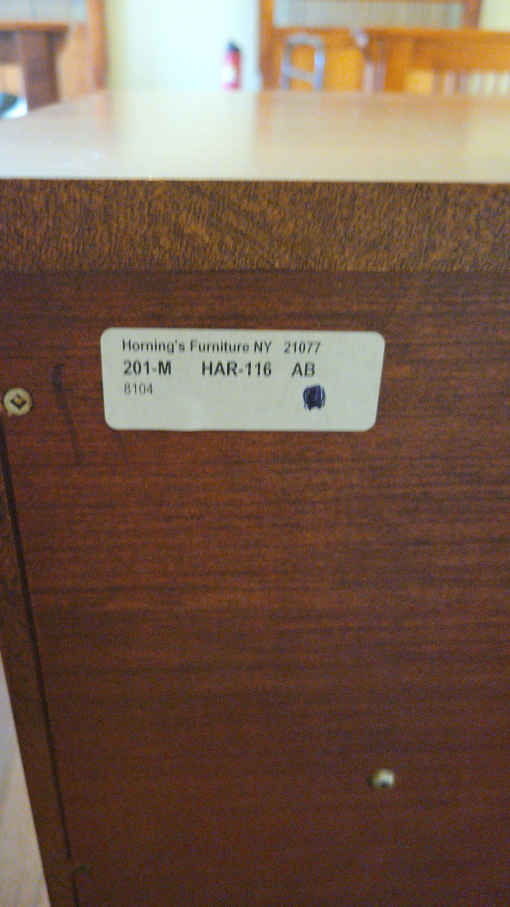 Horning's Furniture NY 21077
201-M HAR-116 AB
8104